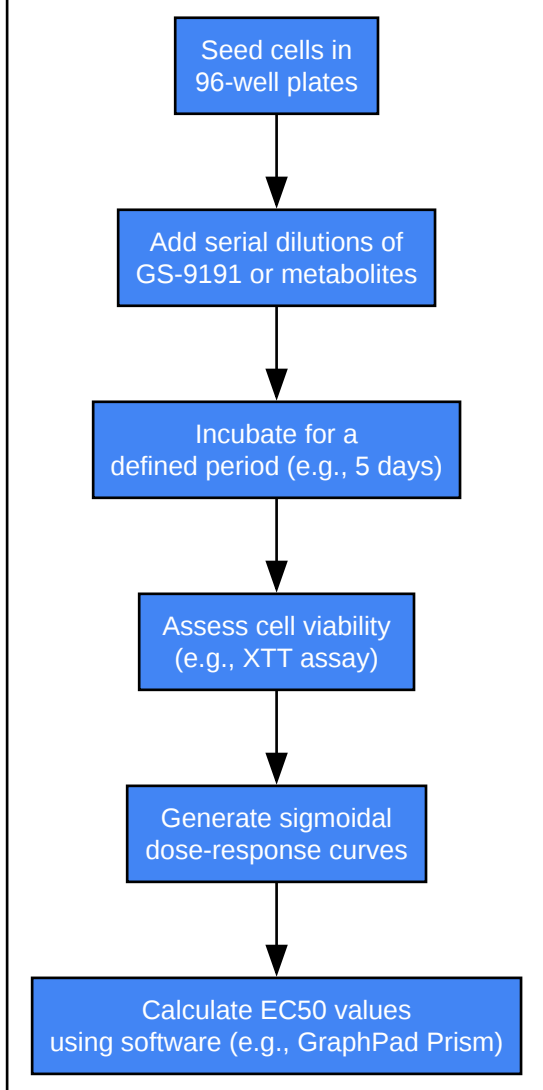 Seed cells in
96-well plates
Add serial dilutions of
GS-9191 or metabolites
Incubate for a
defined period (e.g., 5 days)
Assess cell viability
(e.g., XTT assay)
Generate sigmoidal
dose-response curves
Calculate EC50 values
using software (e.g., GraphPad Prism)